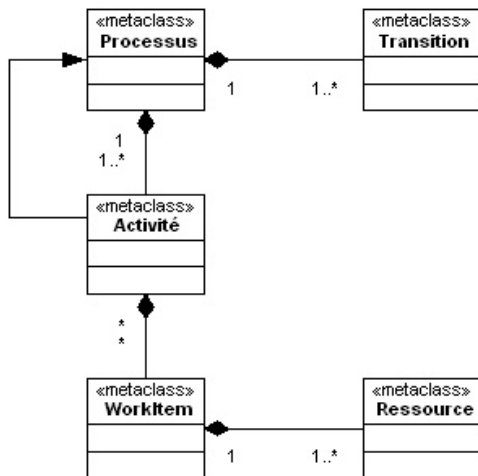 «metaclass»
Processus
«metaclass»
Transition
1
1..*
1
1..*
«metaclass»
Activité
*
*
«metaclass»
WorkItem
«metaclass»
Ressource
1
1..*